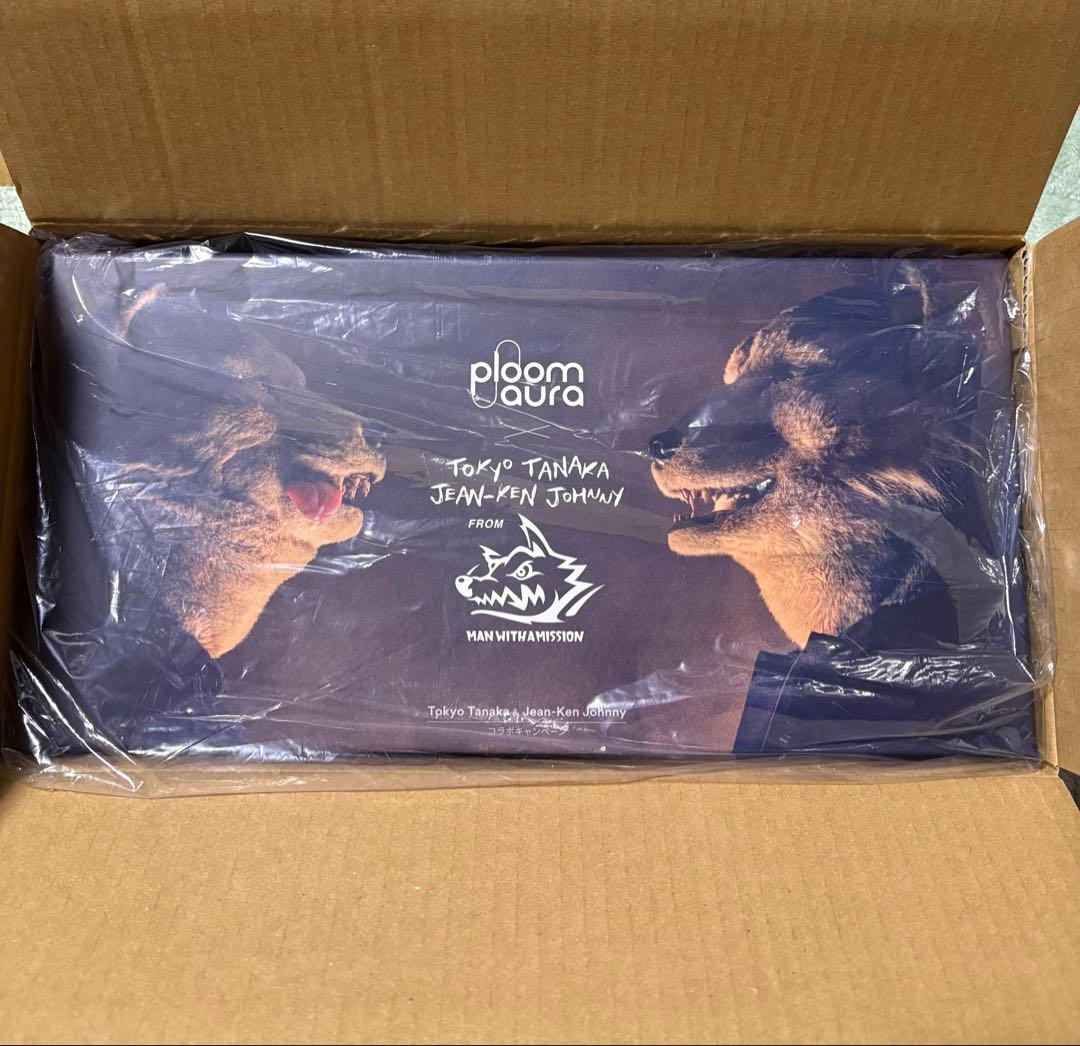 ploom
aura
×
TOKYO TANAKA
JEAN-KEN JOHNNY
FROM
MAN WITH A MISSION
Tokyo Tanaka & Jean-Ken Johnny
コラボキャンペーン